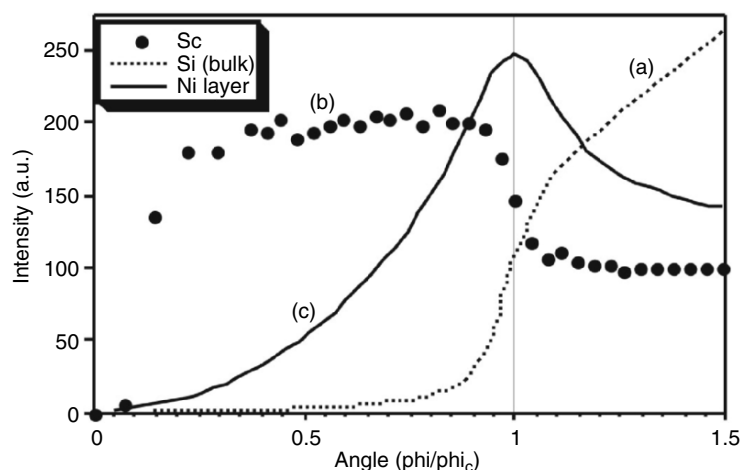 Sc
Si (bulk)
Ni layer
(a)
(b)
(c)
250
200
150
100
50
0
0
0.5
1
1.5
Intensity (a.u.)
Angle (phi/phi_c)